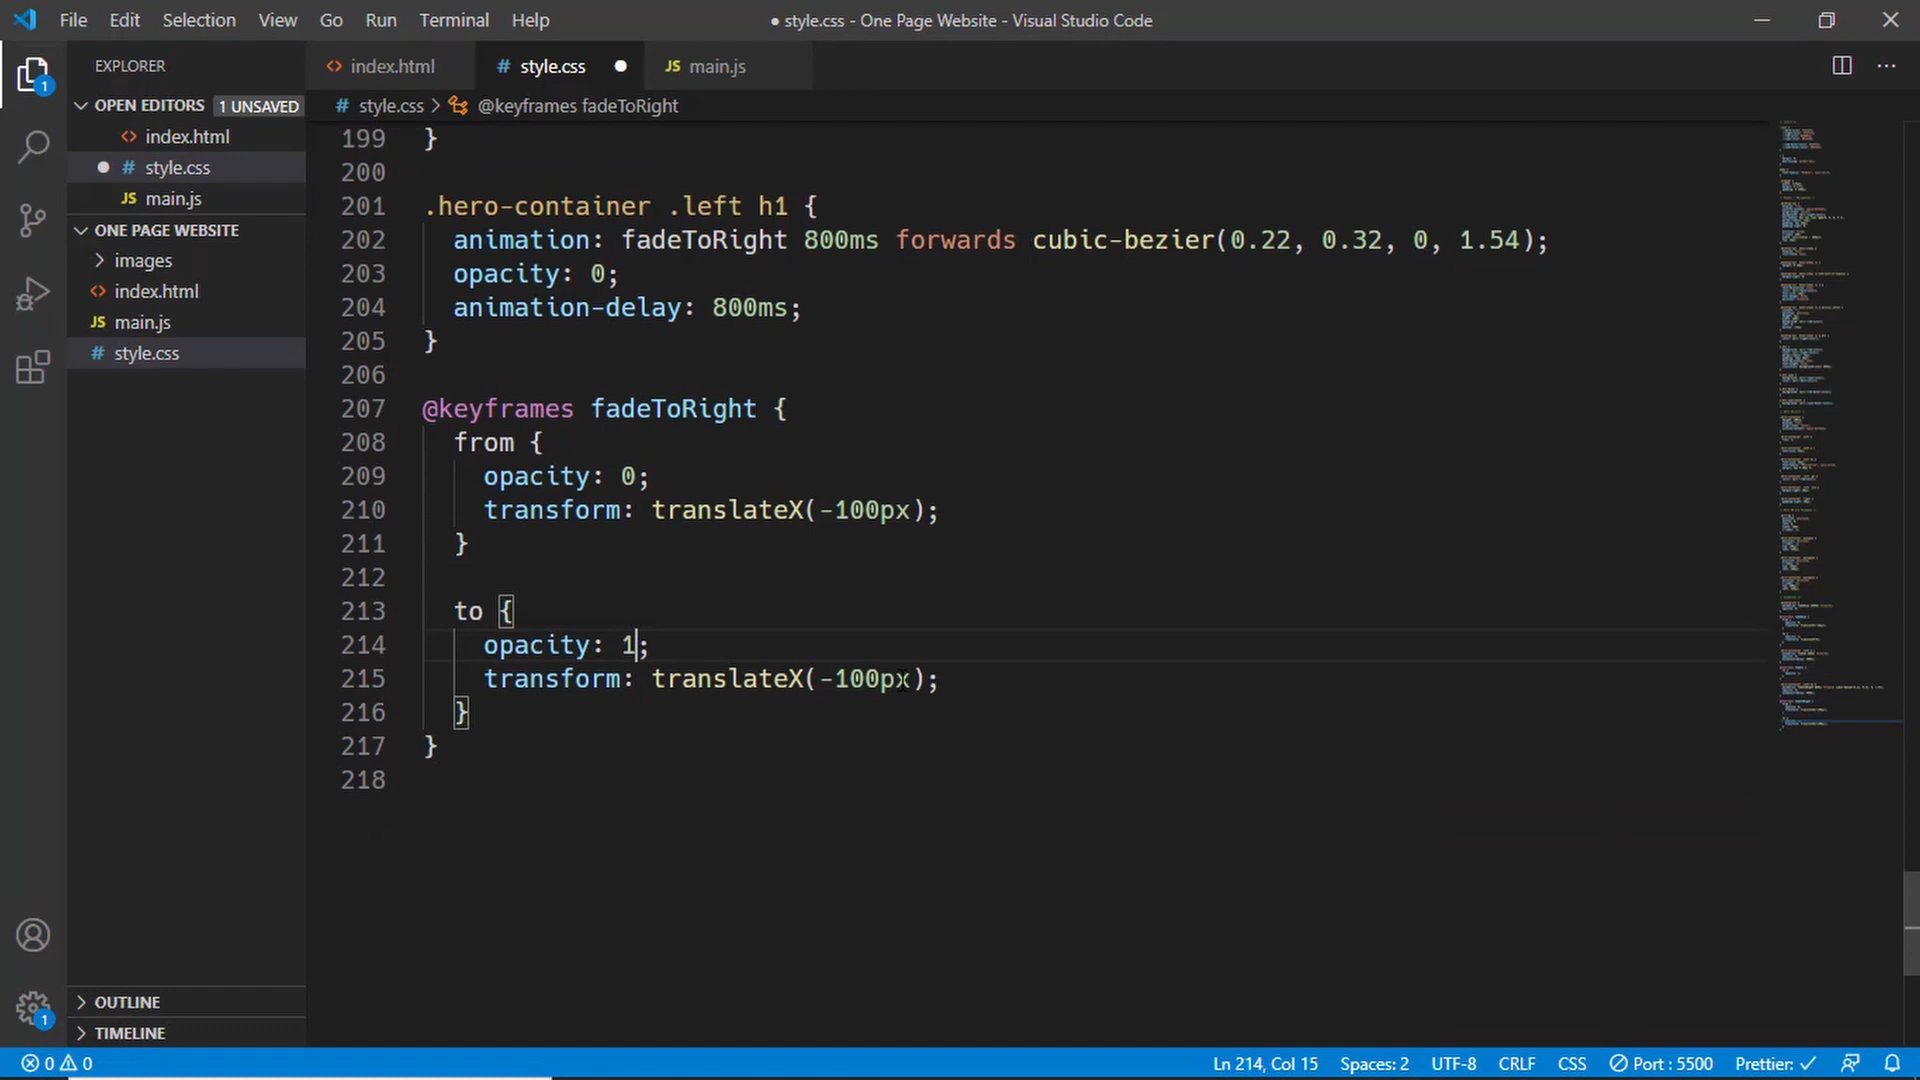 File Edit Selection View Go Run Terminal Help
● style.css - One Page Website - Visual Studio Code
EXPLORER
OPEN EDITORS 1 UNSAVED
<> index.html
# style.css
JS main.js
ONE PAGE WEBSITE
images
<> index.html
JS main.js
# style.css
OUTLINE
TIMELINE
1
1
<> index.html # style.css ● JS main.js
# style.css > @keyframes fadeToRight
199 }
200
201 .hero-container .left h1 {
202 animation: fadeToRight 800ms forwards cubic-bezier(0.22, 0.32, 0, 1.54);
203 opacity: 0;
204 animation-delay: 800ms;
205 }
206
207 @keyframes fadeToRight {
208 from {
209 opacity: 0;
210 transform: translateX(-100px);
211 }
212
213 to {
214 opacity: 1;
215 transform: translateX(-100px);
216 }
217 }
218
0 0 Ln 214, Col 15 Spaces: 2 UTF-8 CRLF CSS Port : 5500 Prettier: ✓